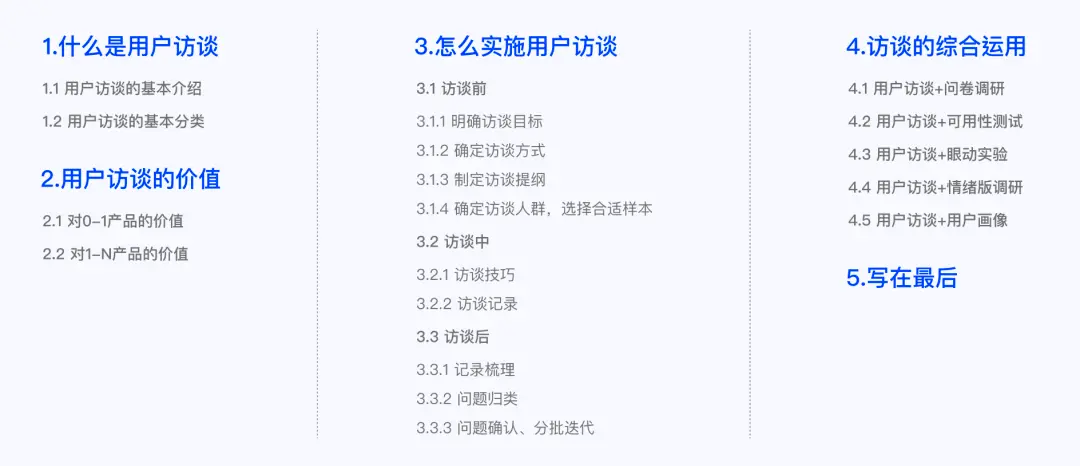 1.什么是用户访谈
1.1 用户访谈的基本介绍
1.2 用户访谈的基本分类
2.用户访谈的价值
2.1 对0-1产品的价值
2.2 对1-N产品的价值
3.怎么实施用户访谈
3.1 访谈前
3.1.1 明确访谈目标
3.1.2 确定访谈方式
3.1.3 制定访谈提纲
3.1.4 确定访谈人群，选择合适样本
3.2 访谈中
3.2.1 访谈技巧
3.2.2 访谈记录
3.3 访谈后
3.3.1 记录梳理
3.3.2 问题归类
3.3.3 问题确认、分批迭代
4.访谈的综合运用
4.1 用户访谈+问卷调研
4.2 用户访谈+可用性测试
4.3 用户访谈+眼动实验
4.4 用户访谈+情绪版调研
4.5 用户访谈+用户画像
5.写在最后